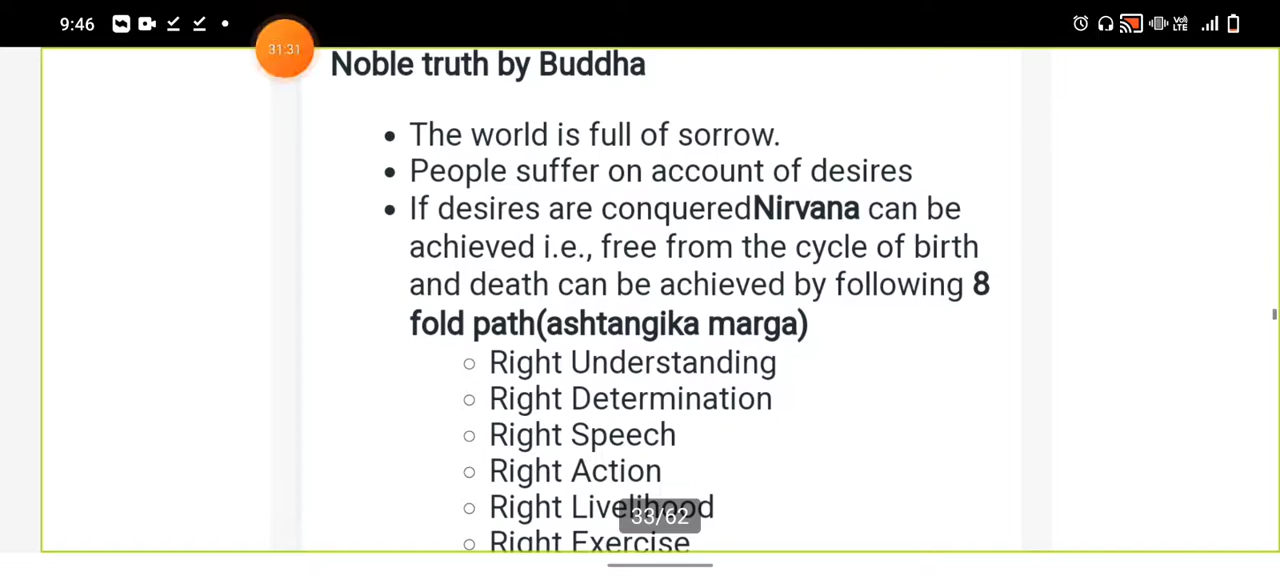 9:46
31:31
Vo)) LTE
Noble truth by Buddha
• The world is full of sorrow.
• People suffer on account of desires
• If desires are conqueredNirvana can be
achieved i.e., free from the cycle of birth
and death can be achieved by following 8
fold path(ashtangika marga)
○ Right Understanding
○ Right Determination
○ Right Speech
○ Right Action
○ Right Livelihood
33/62
○ Right Exercise